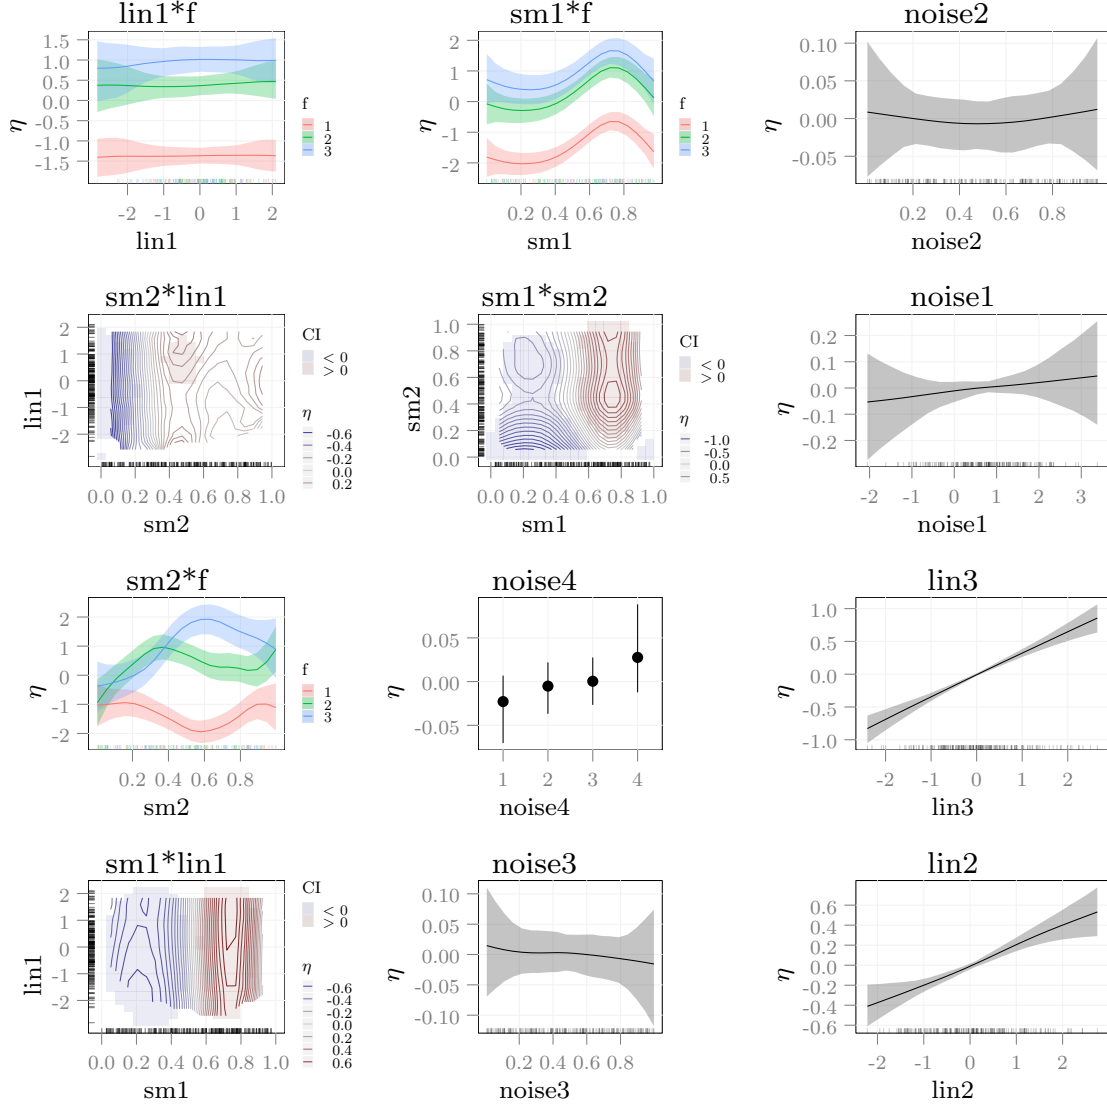 lin1*f
1.5
1.0
0.5
0.0
-0.5
-1.0
-1.5
η
-2 -1 0 1 2
lin1
f
1
2
3
sm1*f
2
1
0
-1
-2
η
0.2 0.4 0.6 0.8
sm1
f
1
2
3
noise2
0.10
0.05
0.00
-0.05
η
0.2 0.4 0.6 0.8
noise2
sm2*lin1
2
1
0
-1
-2
lin1
0.0 0.2 0.4 0.6 0.8 1.0
sm2
CI
< 0
> 0
η
-0.6
-0.4
-0.2
0.0
0.2
sm1*sm2
1.0
0.8
0.6
0.4
0.2
0.0
sm2
0.0 0.2 0.4 0.6 0.8 1.0
sm1
CI
< 0
> 0
η
-1.0
-0.5
0.0
0.5
noise1
0.2
0.1
0.0
-0.1
-0.2
η
-2 -1 0 1 2 3
noise1
sm2*f
2
1
0
-1
-2
η
0.2 0.4 0.6 0.8
sm2
f
1
2
3
noise4
0.05
0.00
-0.05
η
1 2 3 4
noise4
lin3
1.0
0.5
0.0
-0.5
-1.0
η
-2 -1 0 1 2
lin3
sm1*lin1
2
1
0
-1
-2
lin1
0.0 0.2 0.4 0.6 0.8 1.0
sm1
CI
< 0
> 0
η
-0.6
-0.4
-0.2
0.0
0.2
0.4
0.6
noise3
0.10
0.05
0.00
-0.05
-0.10
η
0.2 0.4 0.6 0.8
noise3
lin2
0.6
0.4
0.2
0.0
-0.2
-0.4
-0.6
η
-2 -1 0 1 2
lin2